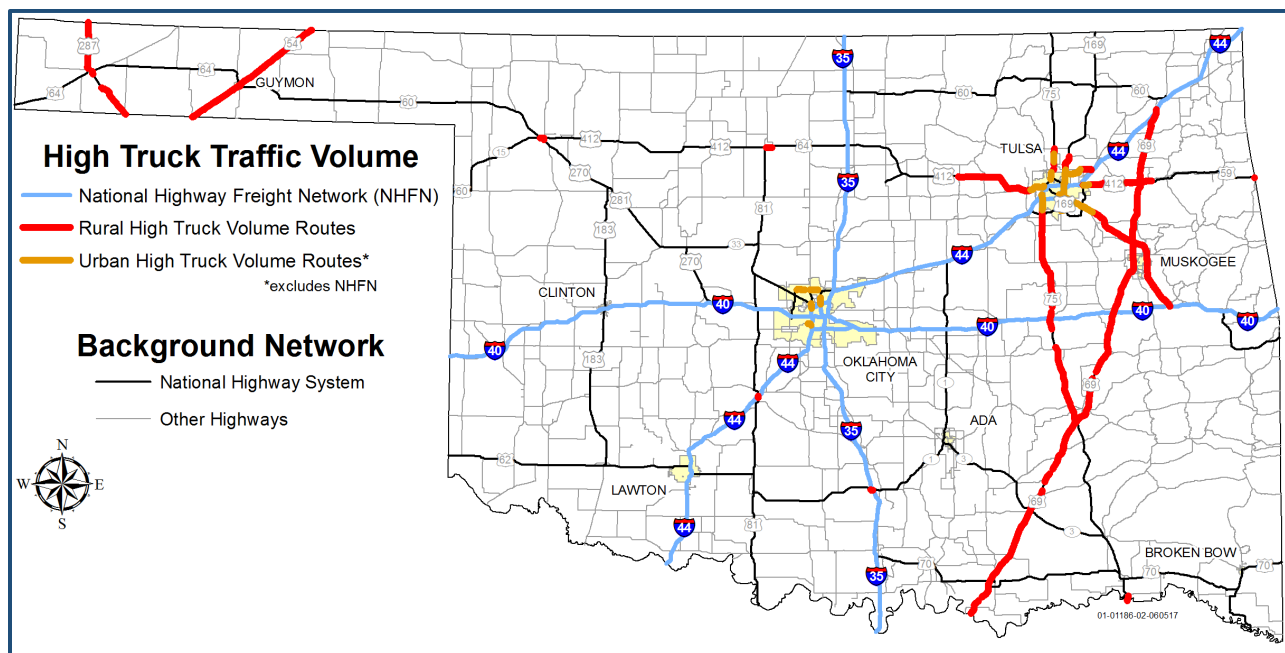 287
54
64
64
GUYMON
60
412
15
270
412
64
60
281
183
81
33
270
35
35
60
169
75
60
44
44
69
TULSA
412
412
59
169
High Truck Traffic Volume
National Highway Freight Network (NHFN)
Rural High Truck Volume Routes
Urban High Truck Volume Routes*
*excludes NHFN
Background Network
National Highway System
Other Highways
N
W E
S
CLINTON
40
40
183
44
OKLAHOMA
CITY
44
40
75
MUSKOGEE
40
40
44
35
1
69
ADA
1
3
62
LAWTON
44
81
35
69
3
70
70
BROKEN BOW
70
01-01186-02-060517